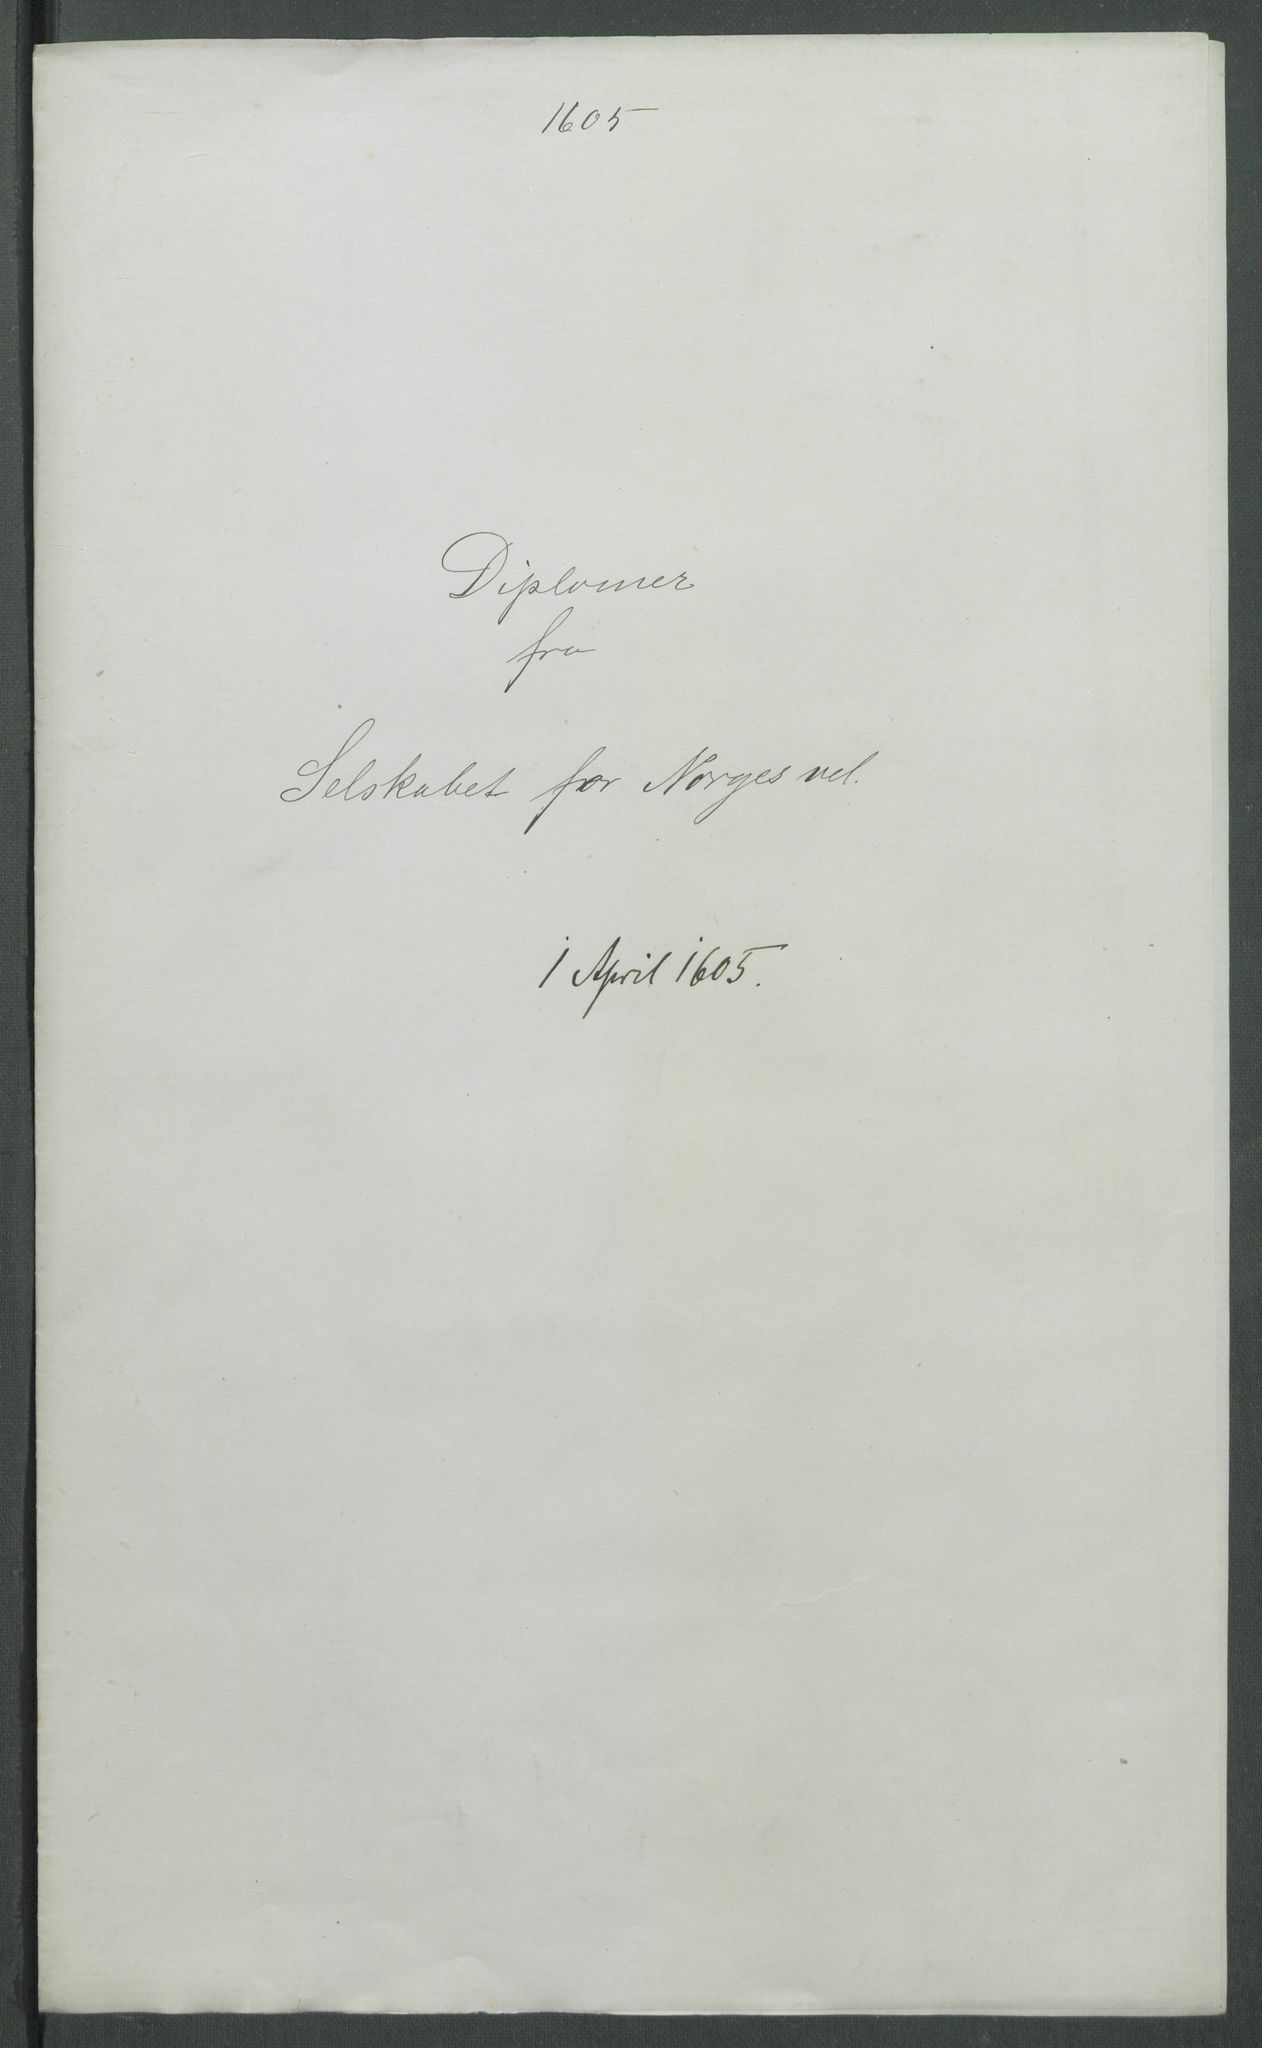 1605
Diplomer
fra
Selskabet for Norges vel.
1 April 1605.